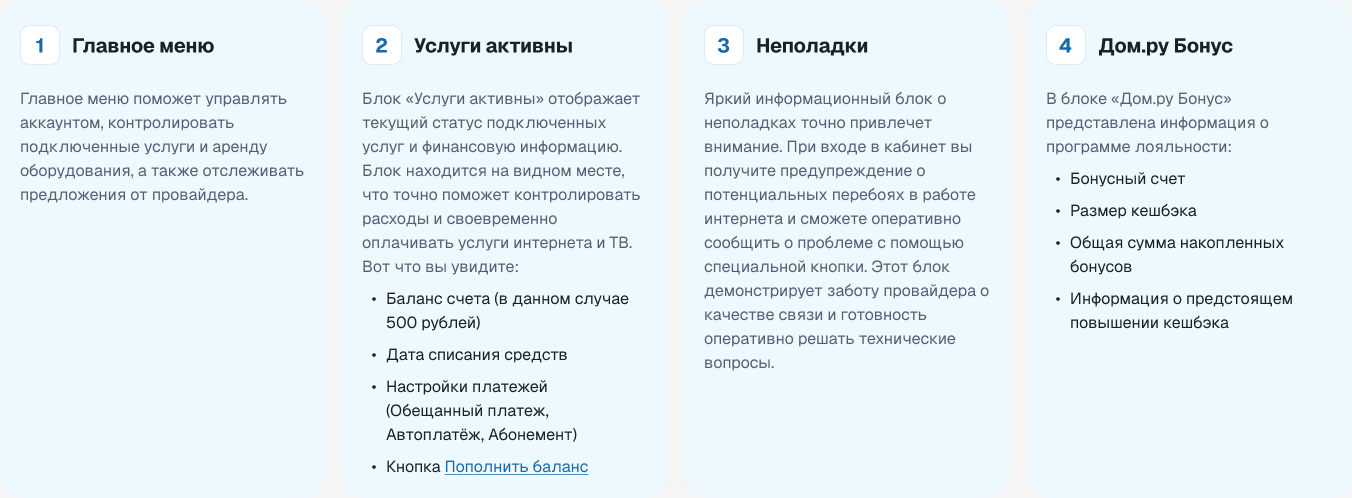 1 Главное меню
Главное меню поможет управлять
аккаунтом, контролировать
подключенные услуги и аренду
оборудования, а также отслеживать
предложения от провайдера.
2 Услуги активны
Блок «Услуги активны» отображает
текущий статус подключенных
услуг и финансовую информацию.
Блок находится на видном месте,
что точно поможет контролировать
расходы и своевременно
оплачивать услуги интернета и ТВ.
Вот что вы увидите:
• Баланс счета (в данном случае
500 рублей)
• Дата списания средств
• Настройки платежей
(Обещанный платеж,
Автоплатёж, Абонемент)
• Кнопка Пополнить баланс
3 Неполадки
Яркий информационный блок о
неполадках точно привлечет
внимание. При входе в кабинет вы
получите предупреждение о
потенциальных перебоях в работе
интернета и сможете оперативно
сообщить о проблеме с помощью
специальной кнопки. Этот блок
демонстрирует заботу провайдера о
качестве связи и готовность
оперативно решать технические
вопросы.
4 Дом.ру Бонус
В блоке «Дом.ру Бонус»
представлена информация о
программе лояльности:
• Бонусный счет
• Размер кешбэка
• Общая сумма накопленных
бонусов
• Информация о предстоящем
повышении кешбэка